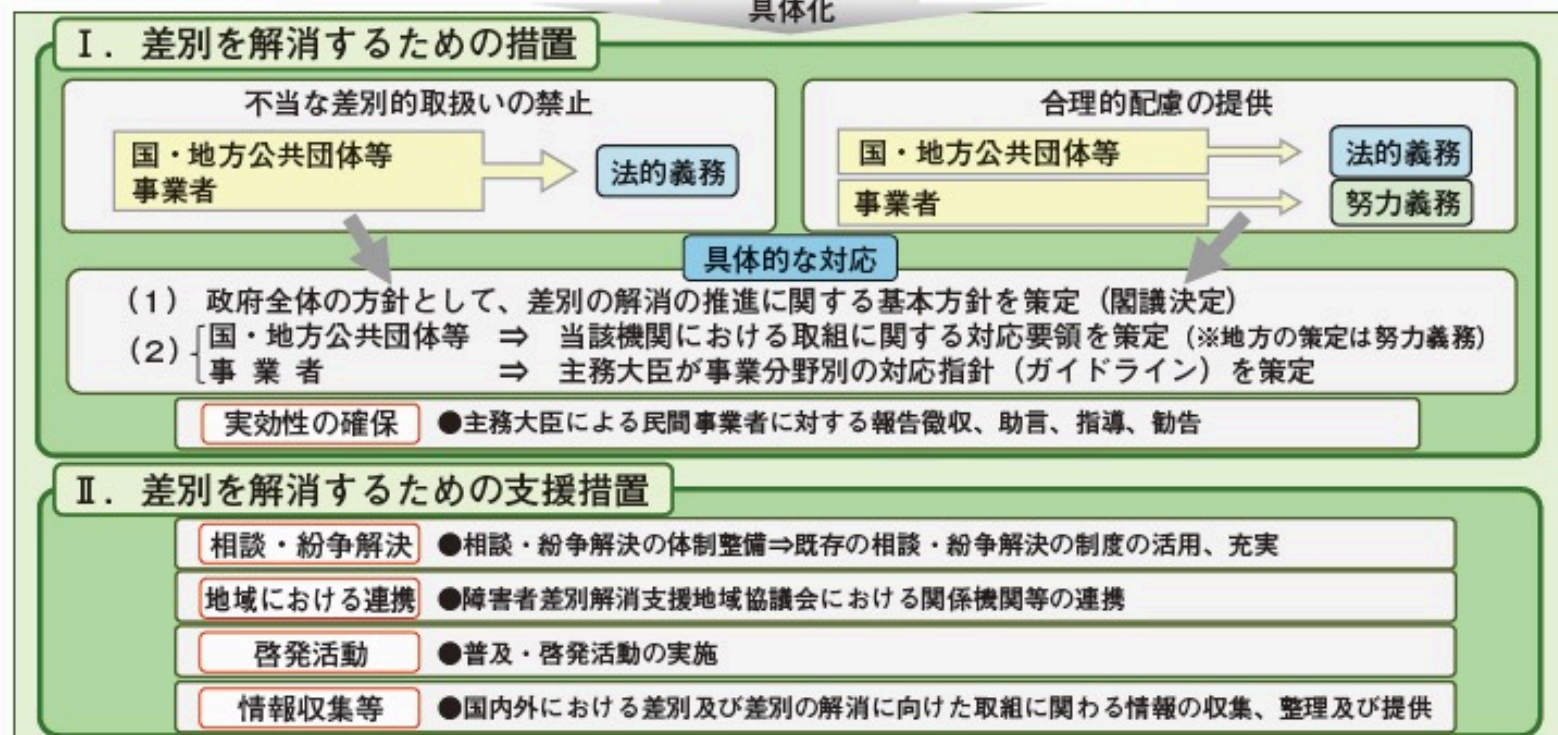 具体化
Ⅰ．差別を解消するための措置
不当な差別的取扱いの禁止
国・地方公共団体等
事業者
法的義務
合理的配慮の提供
国・地方公共団体等
法的義務
事業者
努力義務
具体的な対応
（1） 政府全体の方針として、差別の解消の推進に関する基本方針を策定（閣議決定）
（2） 国・地方公共団体等 ⇒ 当該機関における取組に関する対応要領を策定（※地方の策定は努力義務）
事 業 者 ⇒ 主務大臣が事業分野別の対応指針（ガイドライン）を策定
実効性の確保 ●主務大臣による民間事業者に対する報告徴収、助言、指導、勧告
Ⅱ．差別を解消するための支援措置
相談・紛争解決 ●相談・紛争解決の体制整備⇒既存の相談・紛争解決の制度の活用、充実
地域における連携 ●障害者差別解消支援地域協議会における関係機関等の連携
啓発活動 ●普及・啓発活動の実施
情報収集等 ●国内外における差別及び差別の解消に向けた取組に関わる情報の収集、整理及び提供